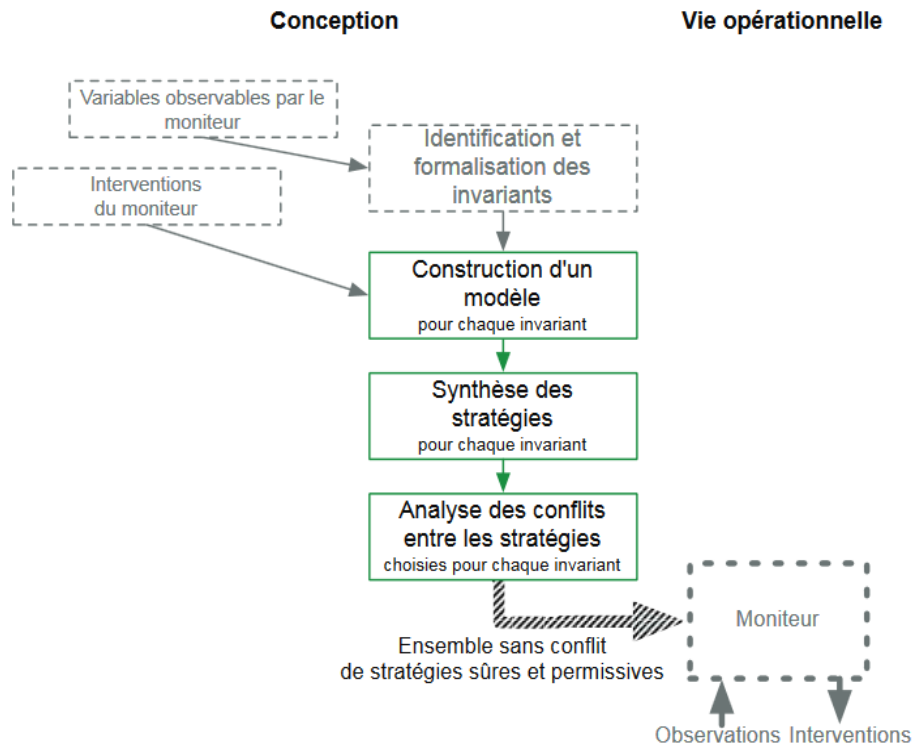 Conception
Vie opérationnelle
Variables observables par le
moniteur
Identification et
formalisation des
invariants
Interventions
du moniteur
Construction d'un
modèle
pour chaque invariant
Synthèse des
stratégies
pour chaque invariant
Analyse des conflits
entre les stratégies
choisies pour chaque invariant
Moniteur
Ensemble sans conflit
de stratégies sûres et permissives
Observations
Interventions